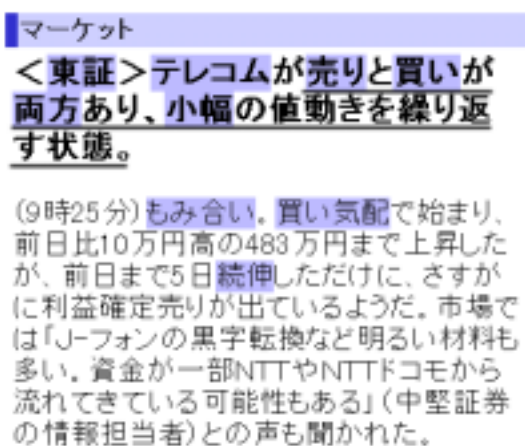 マーケット
＜東証＞テレコムが売りと買いが
両方あり、小幅の値動きを繰り返
す状態。
(9時25分)もみ合い。買い気配で始まり、
前日比10万円高の483万円まで上昇した
が、前日まで5日続伸しただけに、さすが
に利益確定売りが出ているようだ。市場で
は「J-フォンの黒字転換など明るい材料も
多い。資金が一部NTTやNTTドコモから
流れてきている可能性もある」(中堅証券
の情報担当者)との声も聞かれた。